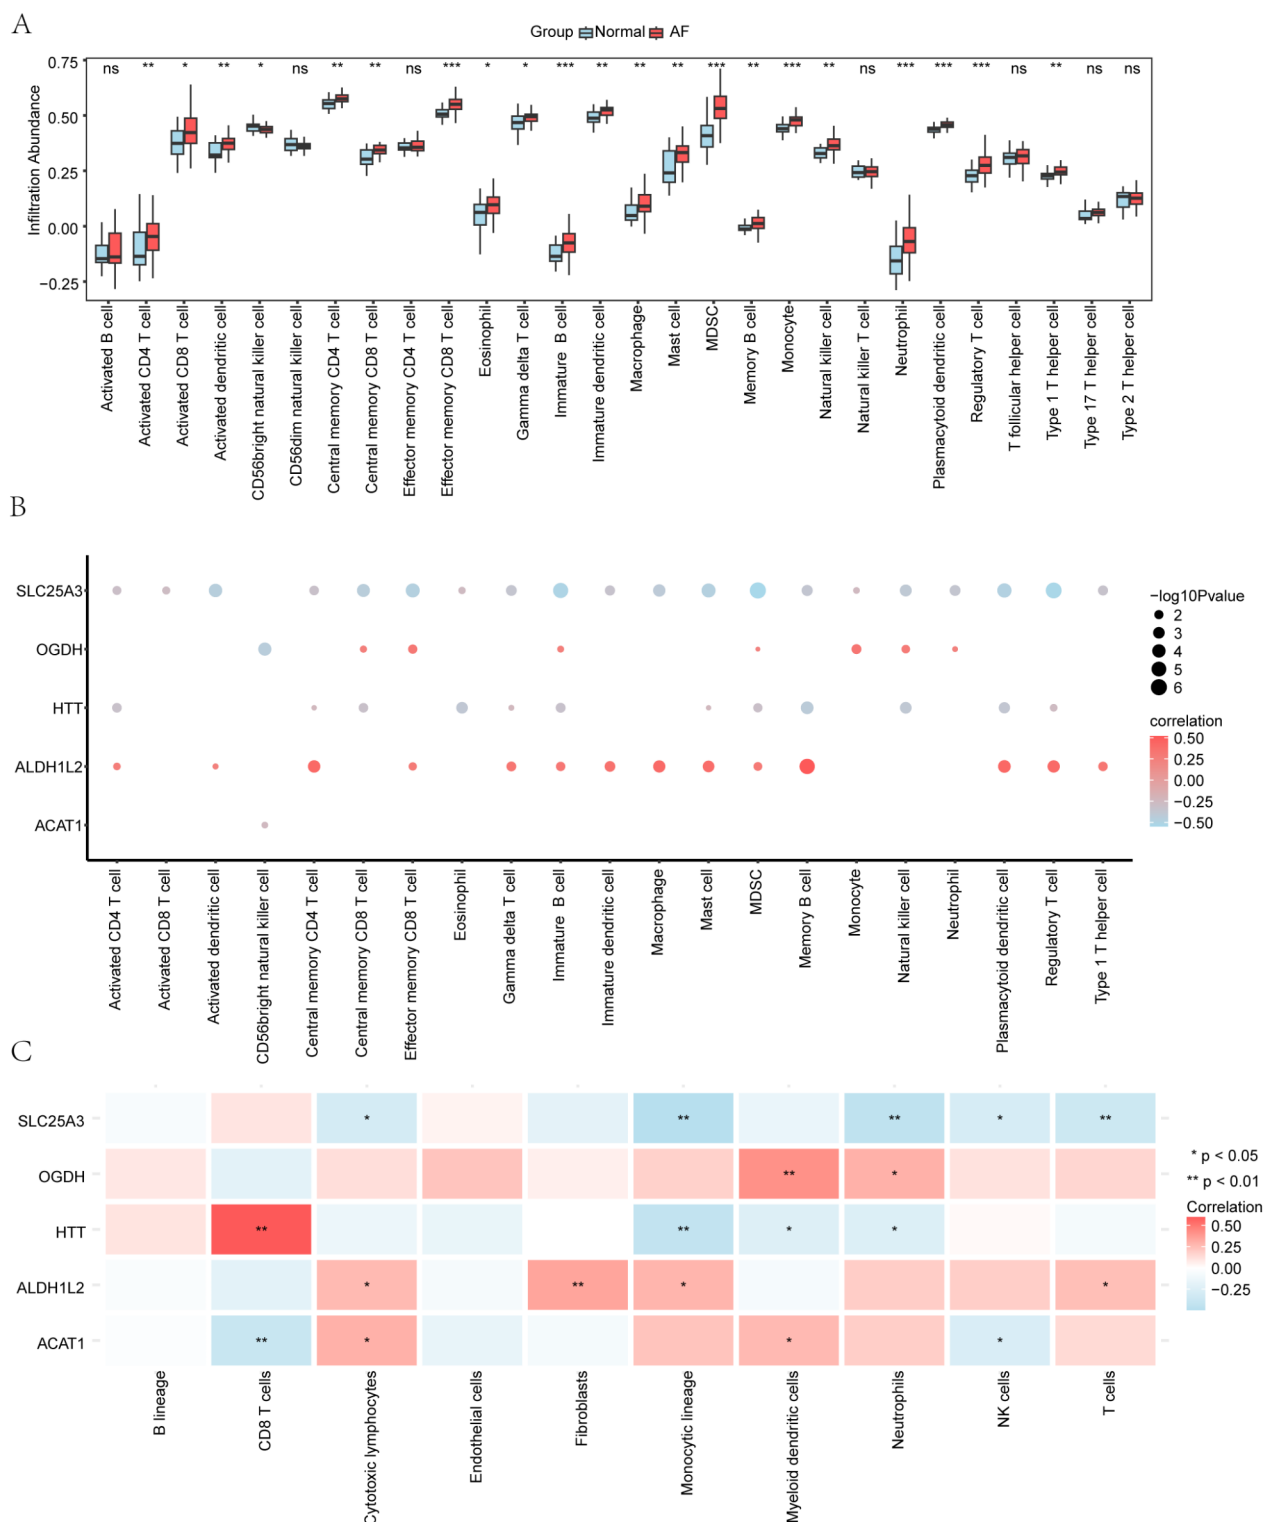 A
Group Normal AF
Infiltration Abundance
0.75
0.50
0.25
0.00
−0.25
ns ** * ** * ns ** ** ns *** * * *** ** ** ** *** ** *** ** ns *** *** *** ns ** ns ns
Activated B cell
Activated CD4 T cell
Activated CD8 T cell
Activated dendritic cell
CD56bright natural killer cell
CD56dim natural killer cell
Central memory CD4 T cell
Central memory CD8 T cell
Effector memory CD4 T cell
Effector memory CD8 T cell
Eosinophil
Gamma delta T cell
Immature  B cell
Immature dendritic cell
Macrophage
Mast cell
MDSC
Memory B cell
Monocyte
Natural killer cell
Natural killer T cell
Neutrophil
Plasmacytoid dendritic cell
Regulatory T cell
T follicular helper cell
Type 1 T helper cell
Type 17 T helper cell
Type 2 T helper cell
B
SLC25A3
OGDH
HTT
ALDH1L2
ACAT1
−log10Pvalue
2
3
4
5
6
correlation
0.50
0.25
0.00
−0.25
−0.50
Activated CD4 T cell
Activated CD8 T cell
Activated dendritic cell
CD56bright natural killer cell
Central memory CD4 T cell
Central memory CD8 T cell
Effector memory CD8 T cell
Eosinophil
Gamma delta T cell
Immature  B cell
Immature dendritic cell
Macrophage
Mast cell
MDSC
Memory B cell
Monocyte
Natural killer cell
Neutrophil
Plasmacytoid dendritic cell
Regulatory T cell
Type 1 T helper cell
C
SLC25A3 * ** ** * **
OGDH ** *
HTT ** ** * *
ALDH1L2 * ** * *
ACAT1 ** * * *
* p < 0.05
** p < 0.01
Correlation
0.50
0.25
0.00
−0.25
B lineage
CD8 T cells
Cytotoxic lymphocytes
Endothelial cells
Fibroblasts
Monocytic lineage
Myeloid dendritic cells
Neutrophils
NK cells
T cells